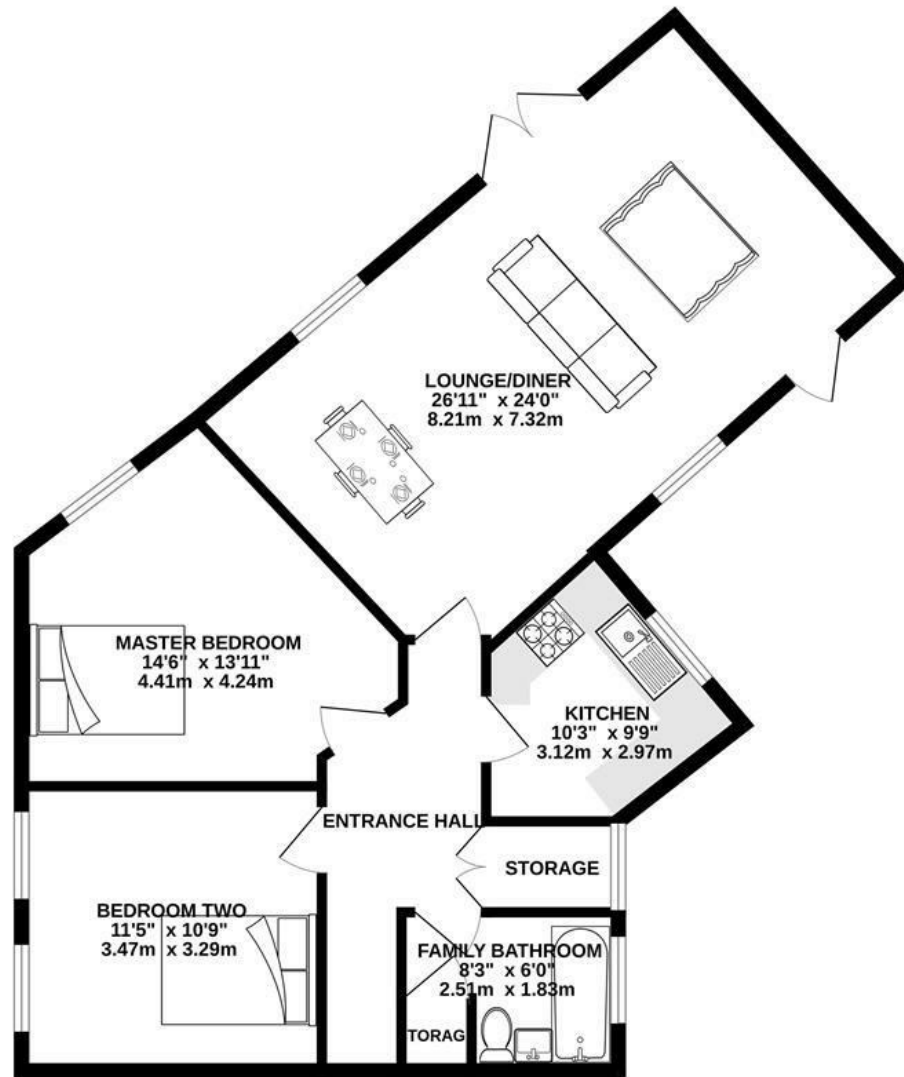 LOUNGE/DINER
26'11" x 24'0"
8.21m x 7.32m
MASTER BEDROOM
14'6" x 13'11"
4.41m x 4.24m
KITCHEN
10'3" x 9'9"
3.12m x 2.97m
ENTRANCE HALL
STORAGE
BEDROOM TWO
11'5" x 10'9"
3.47m x 3.29m
FAMILY BATHROOM
8'3" x 6'0"
2.51m x 1.83m
TORAG